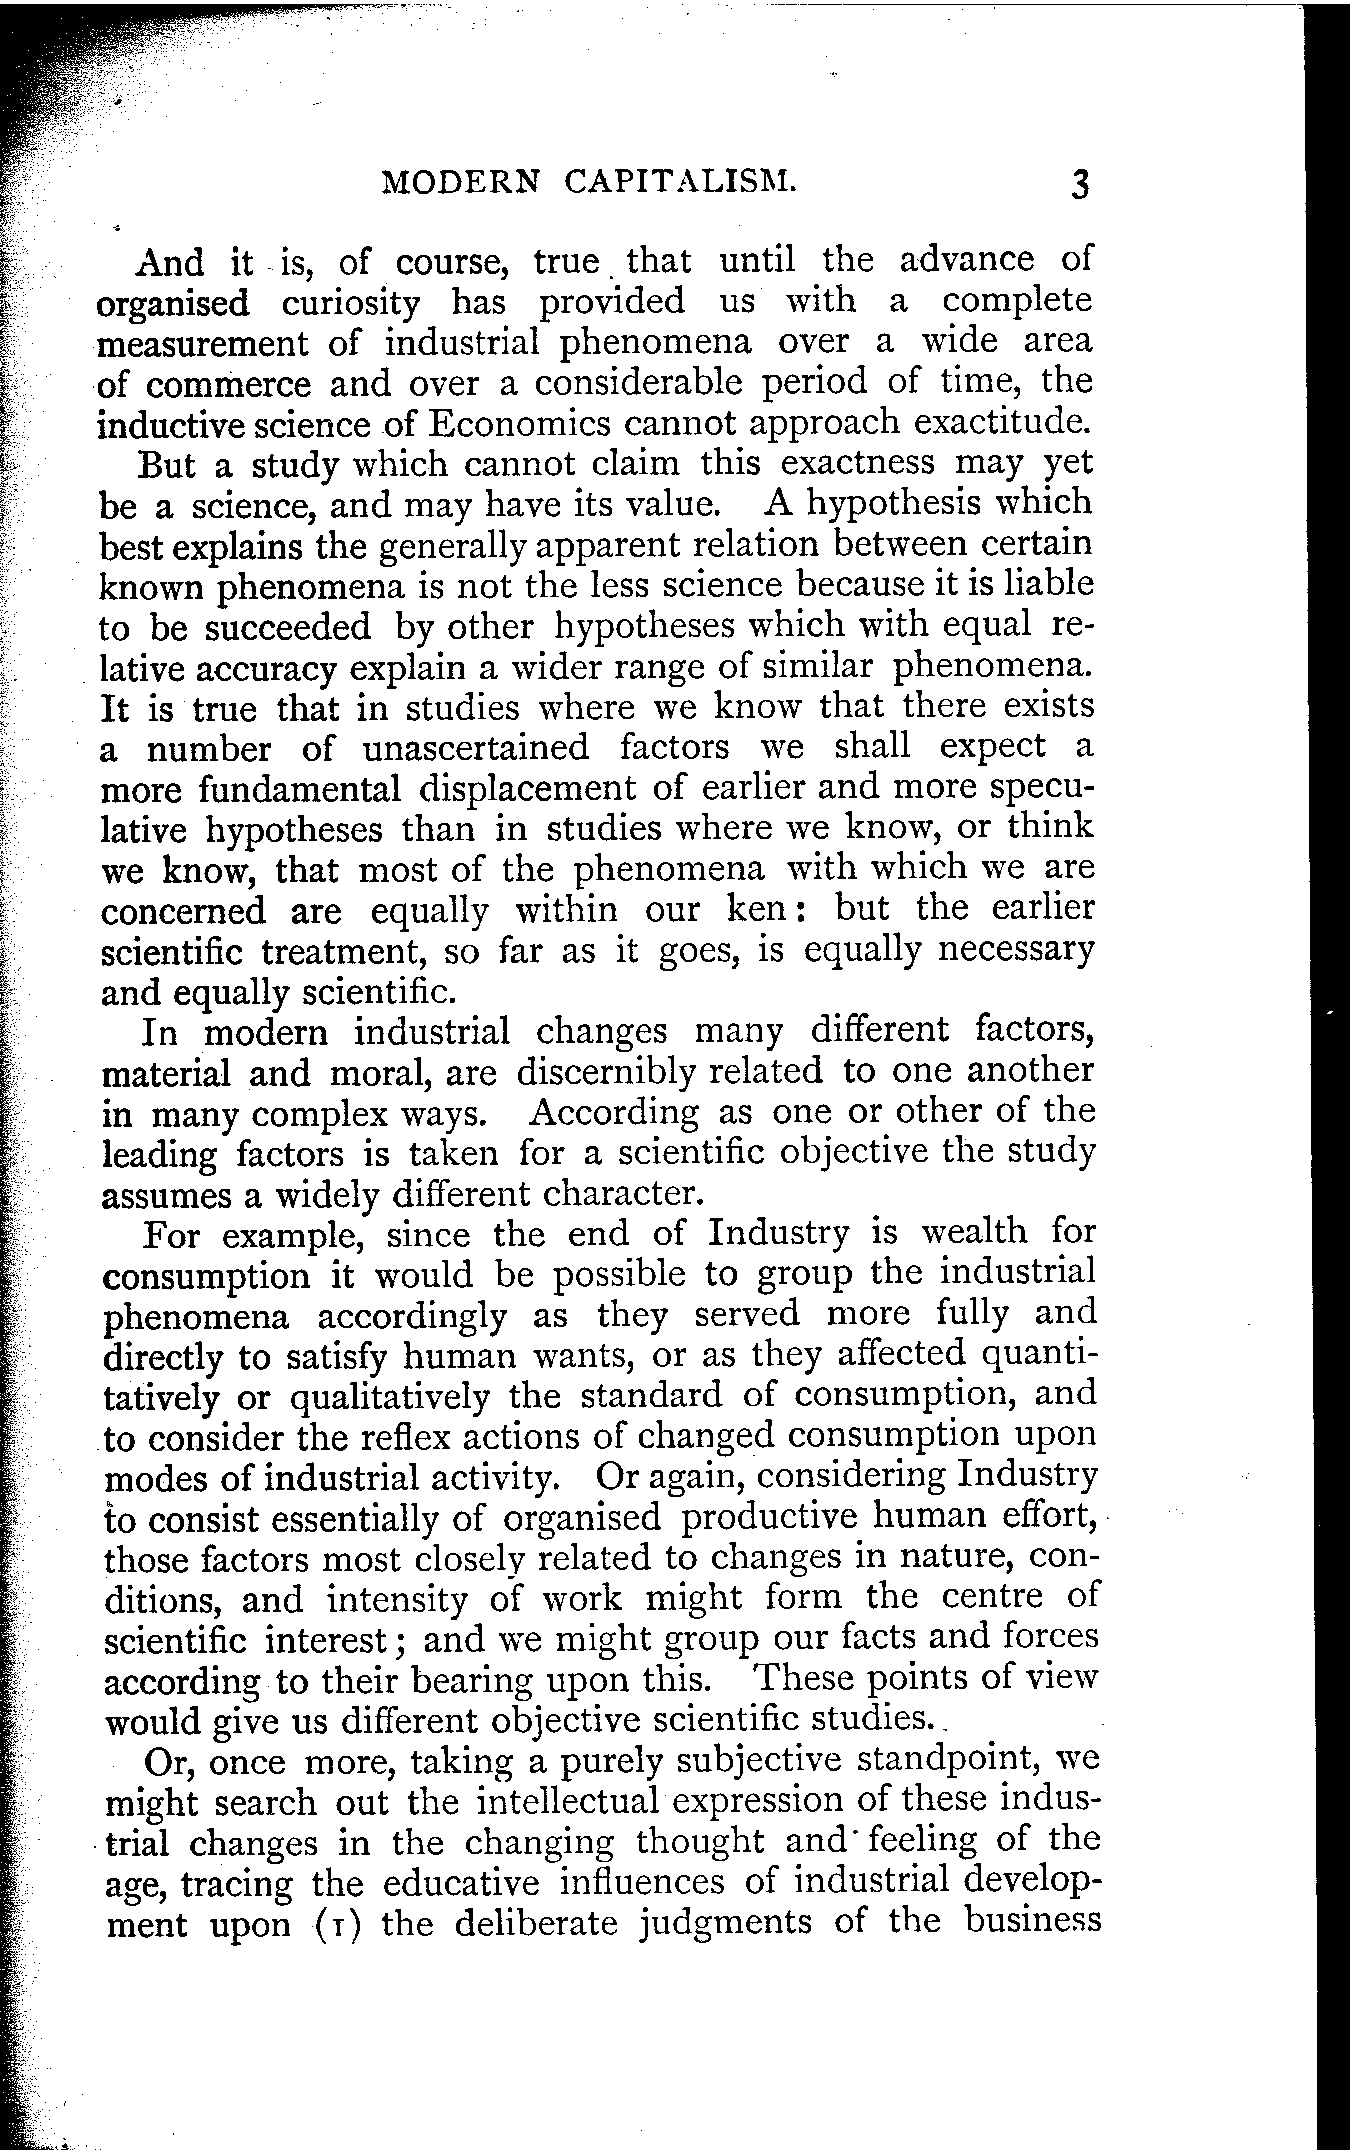 MODERN CAPITALISM. 3
And it is, of course, true that until the advance of
organised curiosity has provided us with a complete
measurement of industrial phenomena over a wide area
of commerce and over a considerable period of time, the
inductive science of Economics cannot approach exactitude.
But a study which cannot claim this exactness may yet
be a science, and may have its value. A hypothesis which
best explains the generally apparent relation between certain
known phenomena is not the less science because it is liable
to be succeeded by other hypotheses which with equal re-
lative accuracy explain a wider range of similar phenomena.
It is true that in studies where we know that there exists
a number of unascertained factors we shall expect a
more fundamental displacement of earlier and more specu-
lative hypotheses than in studies where we know, or think
we know, that most of the phenomena with which we are
concerned are equally within our ken: but the earlier
scientific treatment, so far as it goes, is equally necessary
and equally scientific.
In modern industrial changes many different factors,
material and moral, are discernibly related to one another
in many complex ways. According as one or other of the
leading factors is taken for a scientific objective the study
assumes a widely different character.
For example, since the end of Industry is wealth for
consumption it would be possible to group the industrial
phenomena accordingly as they served more fully and
directly to satisfy human wants, or as they affected quanti-
tatively or qualitatively the standard of consumption, and
to consider the reflex actions of changed consumption upon
modes of industrial activity. Or again, considering Industry
to consist essentially of organised productive human effort,
those factors most closely related to changes in nature, con-
ditions, and intensity of work might form the centre of
scientific interest; and we might group our facts and forces
according to their bearing upon this. These points of view
would give us different objective scientific studies.
Or, once more, taking a purely subjective standpoint, we
might search out the intellectual expression of these indus-
trial changes in the changing thought and feeling of the
age, tracing the educative influences of industrial develop-
ment upon (1) the deliberate judgments of the business